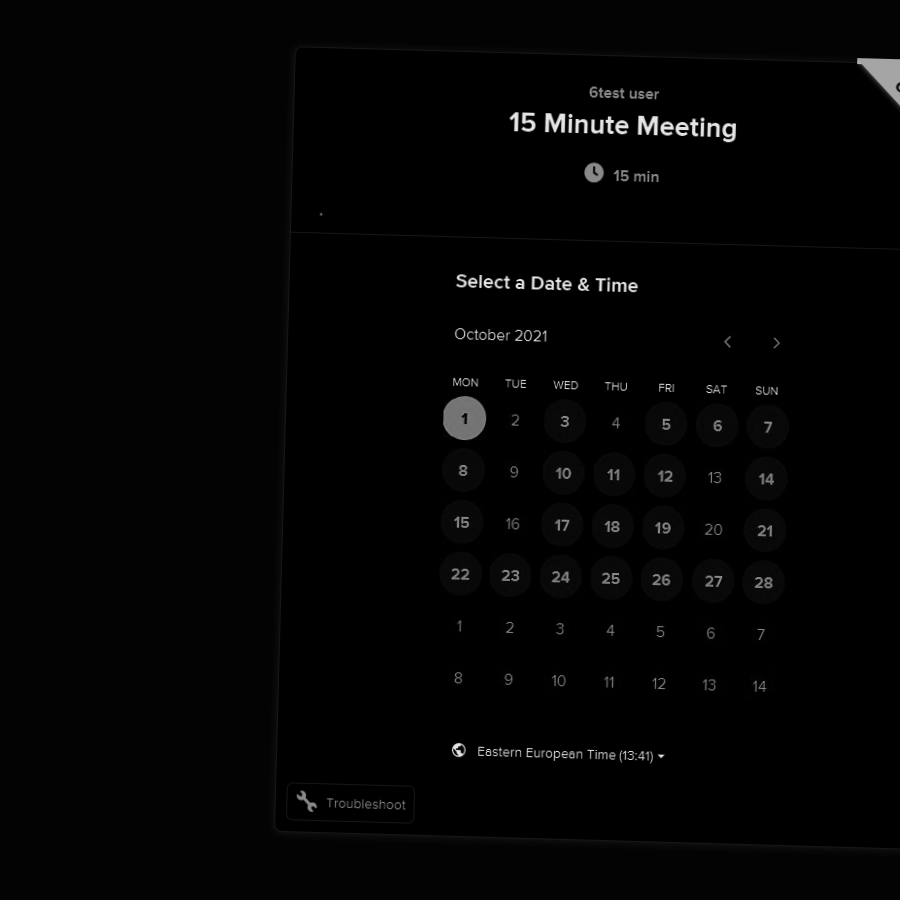 6test user
15 Minute Meeting
15 min
Select a Date & Time
October 2021
MON TUE WED THU FRI SAT SUN
1 2 3 4 5 6 7
8 9 10 11 12 13 14
15 16 17 18 19 20 21
22 23 24 25 26 27 28
1 2 3 4 5 6 7
8 9 10 11 12 13 14
Eastern European Time (13:41)
Troubleshoot